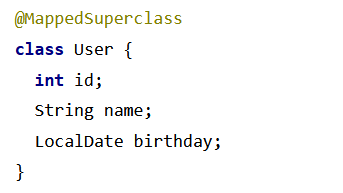 @MappedSuperclass
class User {
  int id;
  String name;
  LocalDate birthday;
}